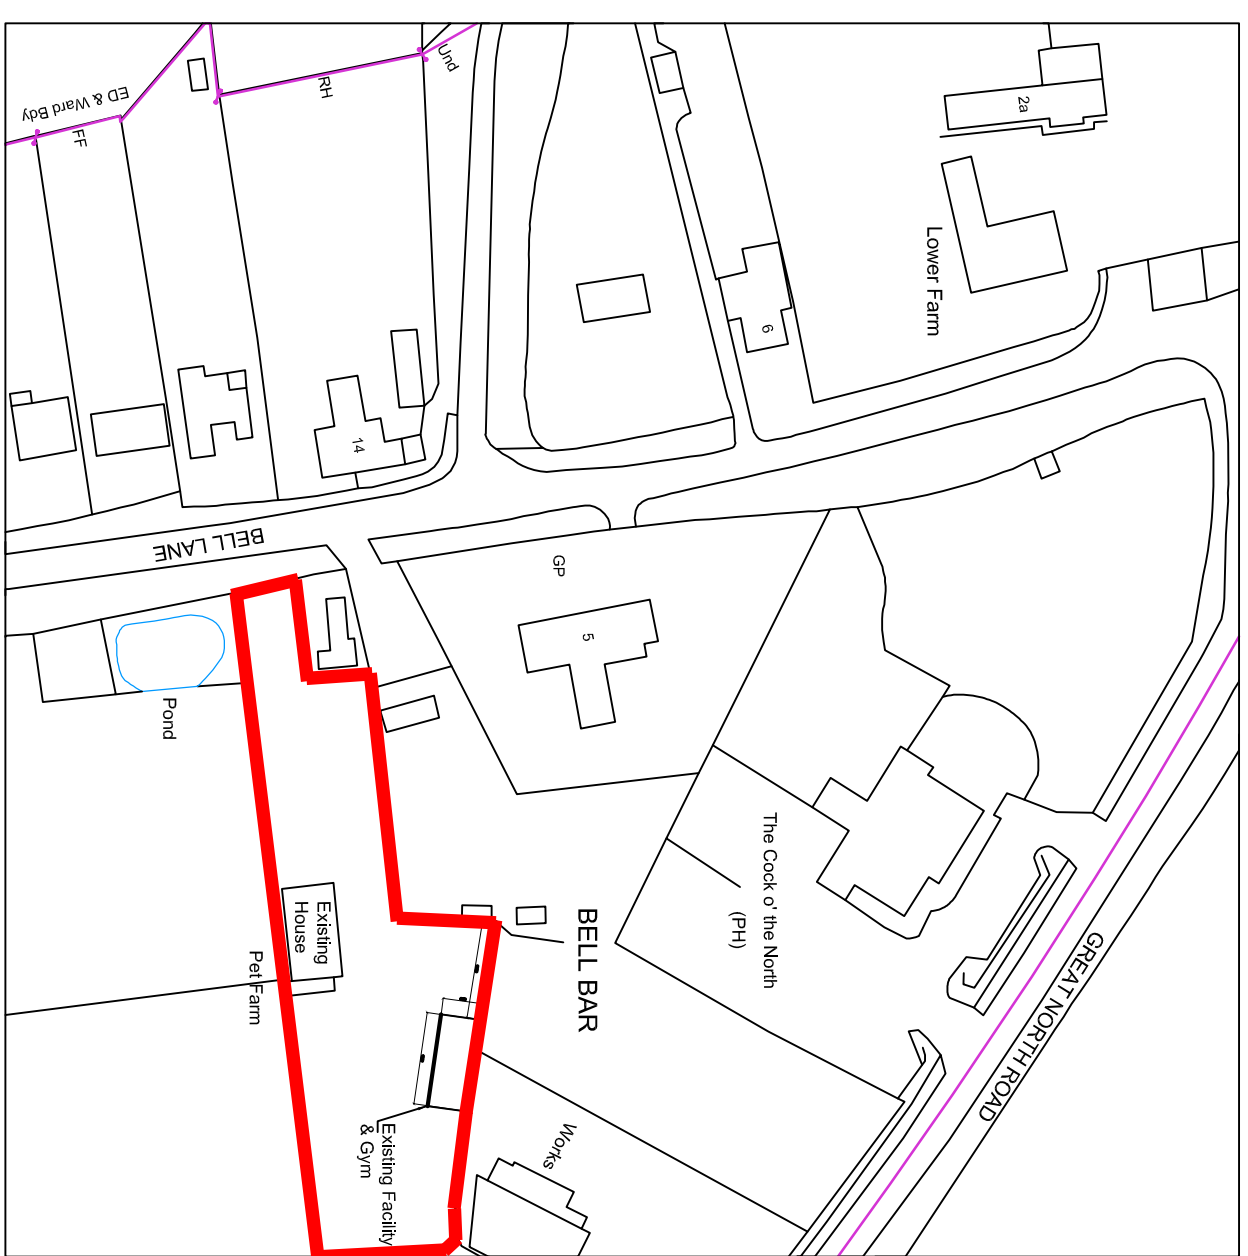 Und
RH
ED & Ward Bdy
FF
2a
Lower Farm
6
14
BELL LANE
GP
5
Pond
The Cock o' the North
(PH)
GREAT NORTH ROAD
BELL BAR
Existing
House
Pet Farm
Existing Facility
& Gym
Works